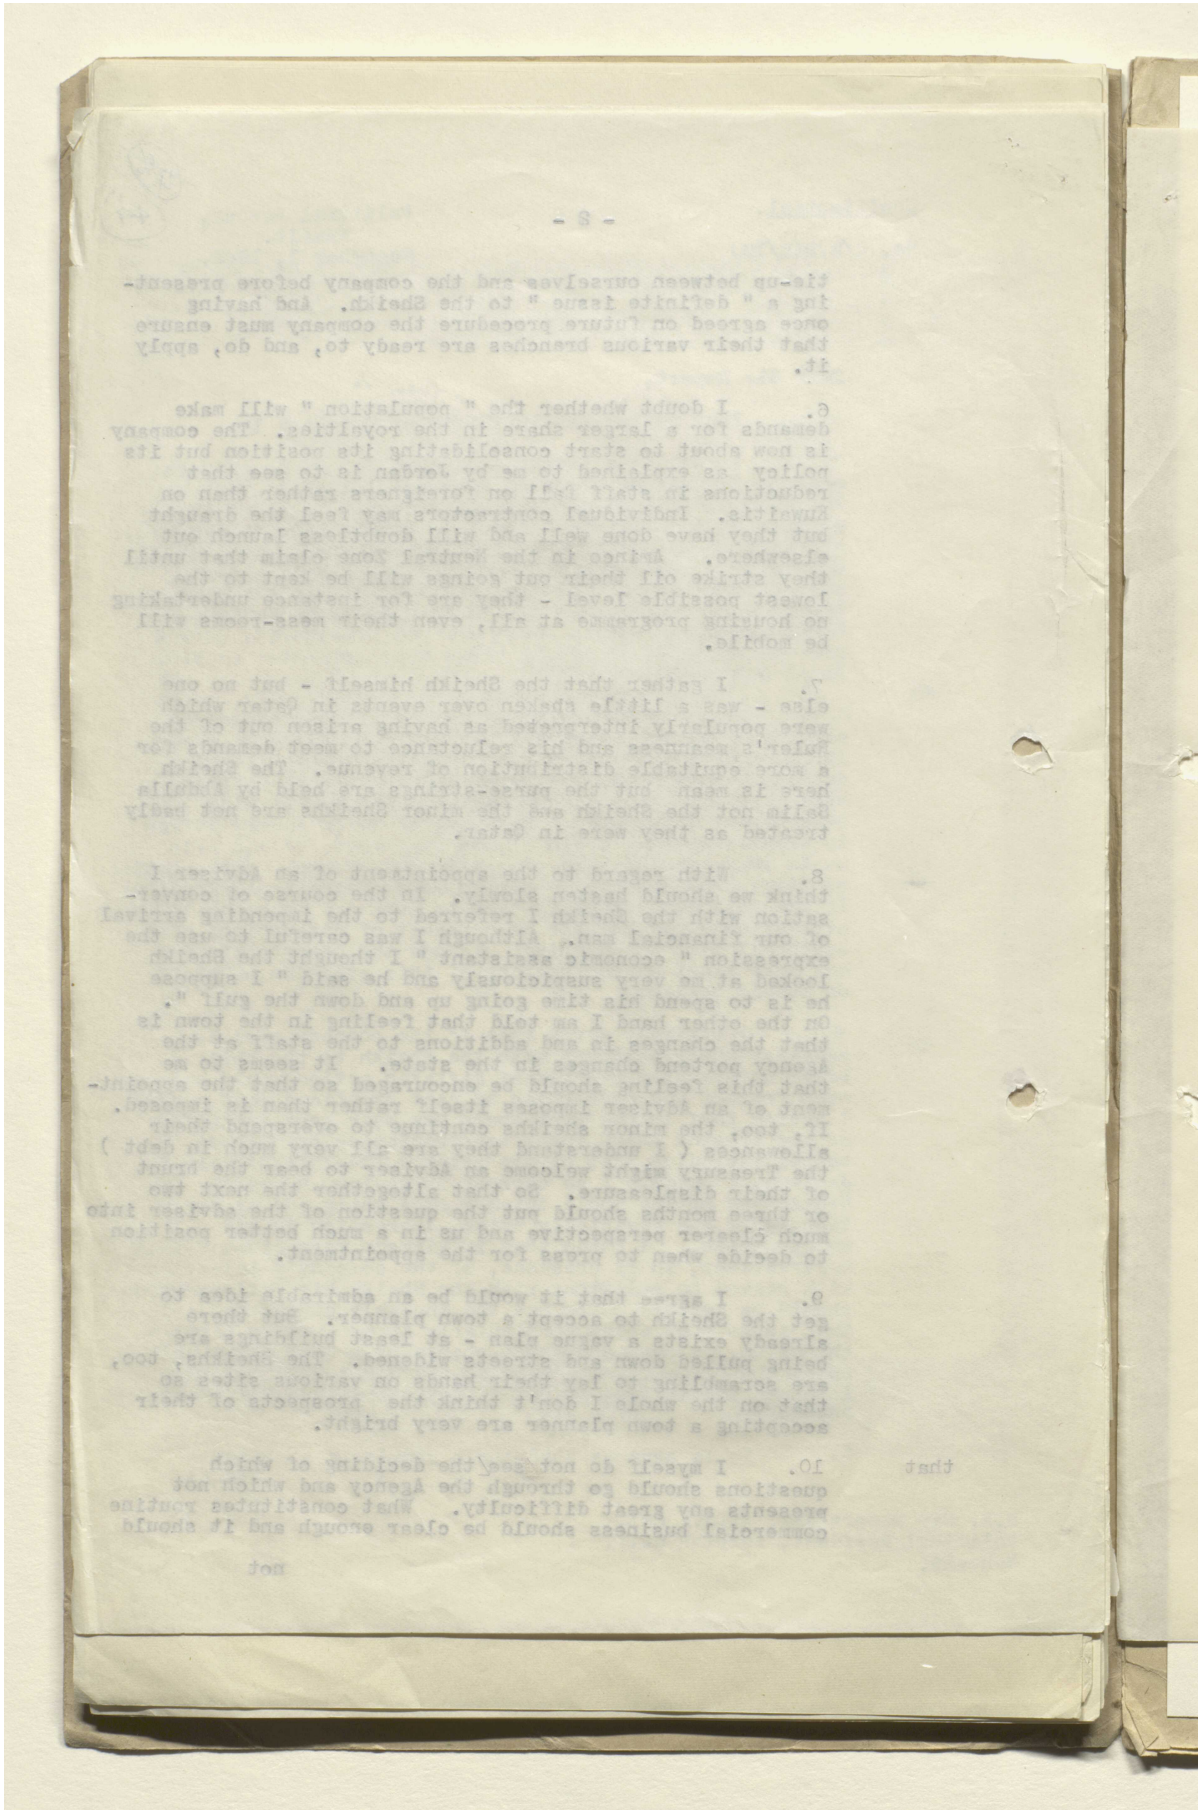 - 2 -
tie-up between ourselves and the company before present-
ing a " definite issue " to the Sheikh. And having
once agreed on future procedure the company must ensure
that their various branches are ready to, and do, apply
it.
6. I doubt whether the " population " will make
demands for a larger share in the royalties. The company
is now about to start consolidating its position but its
policy as explained to me by Jordan is to see that
reductions in staff fall on foreigners rather than on
Kuwaitis. Individual contractors may feel the draught
but they have done well and will doubtless launch out
elsewhere. Aminco in the Neutral Zone claim that until
they strike oil their out goings will be kept to the
lowest possible level - they are for instance undertaking
no housing programme at all, even their mess-rooms will
be mobile.
7. I gather that the Sheikh himself - but no one
else - was a little shaken over events in Qatar which
were popularly interpreted as having arisen out of the
Ruler's meanness and his reluctance to meet demands for
a more equitable distribution of revenue. The Sheikh
here is mean but the purse-strings are held by Abdulla
Salim not the Sheikh and the minor Sheikhs are not badly
treated as they were in Qatar.
8. With regard to the appointment of an Adviser I
think we should hasten slowly. In the course of conver-
sation with the Sheikh I referred to the impending arrival
of our financial man. Although I was careful to use the
expression " economic assistant " I thought the Sheikh
looked at me very suspiciously and he said " I suppose
he is to spend his time going up and down the gulf ".
On the other hand I am told that feeling in the town is
that the changes in and additions to the staff at the
Agency portend changes in the state. It seems to me
that this feeling should be encouraged so that the appoint-
ment of an Adviser imposes itself rather than is imposed.
If, too, the minor sheikhs continue to overspend their
allowances ( I understand they are all very much in debt )
the Treasury might welcome an Adviser to bear the brunt
of their displeasure. So that altogether the next two
or three months should put the question of the adviser into
much clearer perspective and us in a much better position
to decide when to press for the appointment.
9. I agree that it would be an admirable idea to
get the Sheikh to accept a town planner. But there
already exists a vague plan - at least buildings are
being pulled down and streets widened. The Sheikhs, too,
are scrambling to lay their hands on various sites so
that on the whole I don't think the prospects of their
accepting a town planner are very bright.
that 10. I myself do not see/the deciding of which
questions should go through the Agency and which not
presents any great difficulty. What constitutes routine
commercial business should be clear enough and it should
not